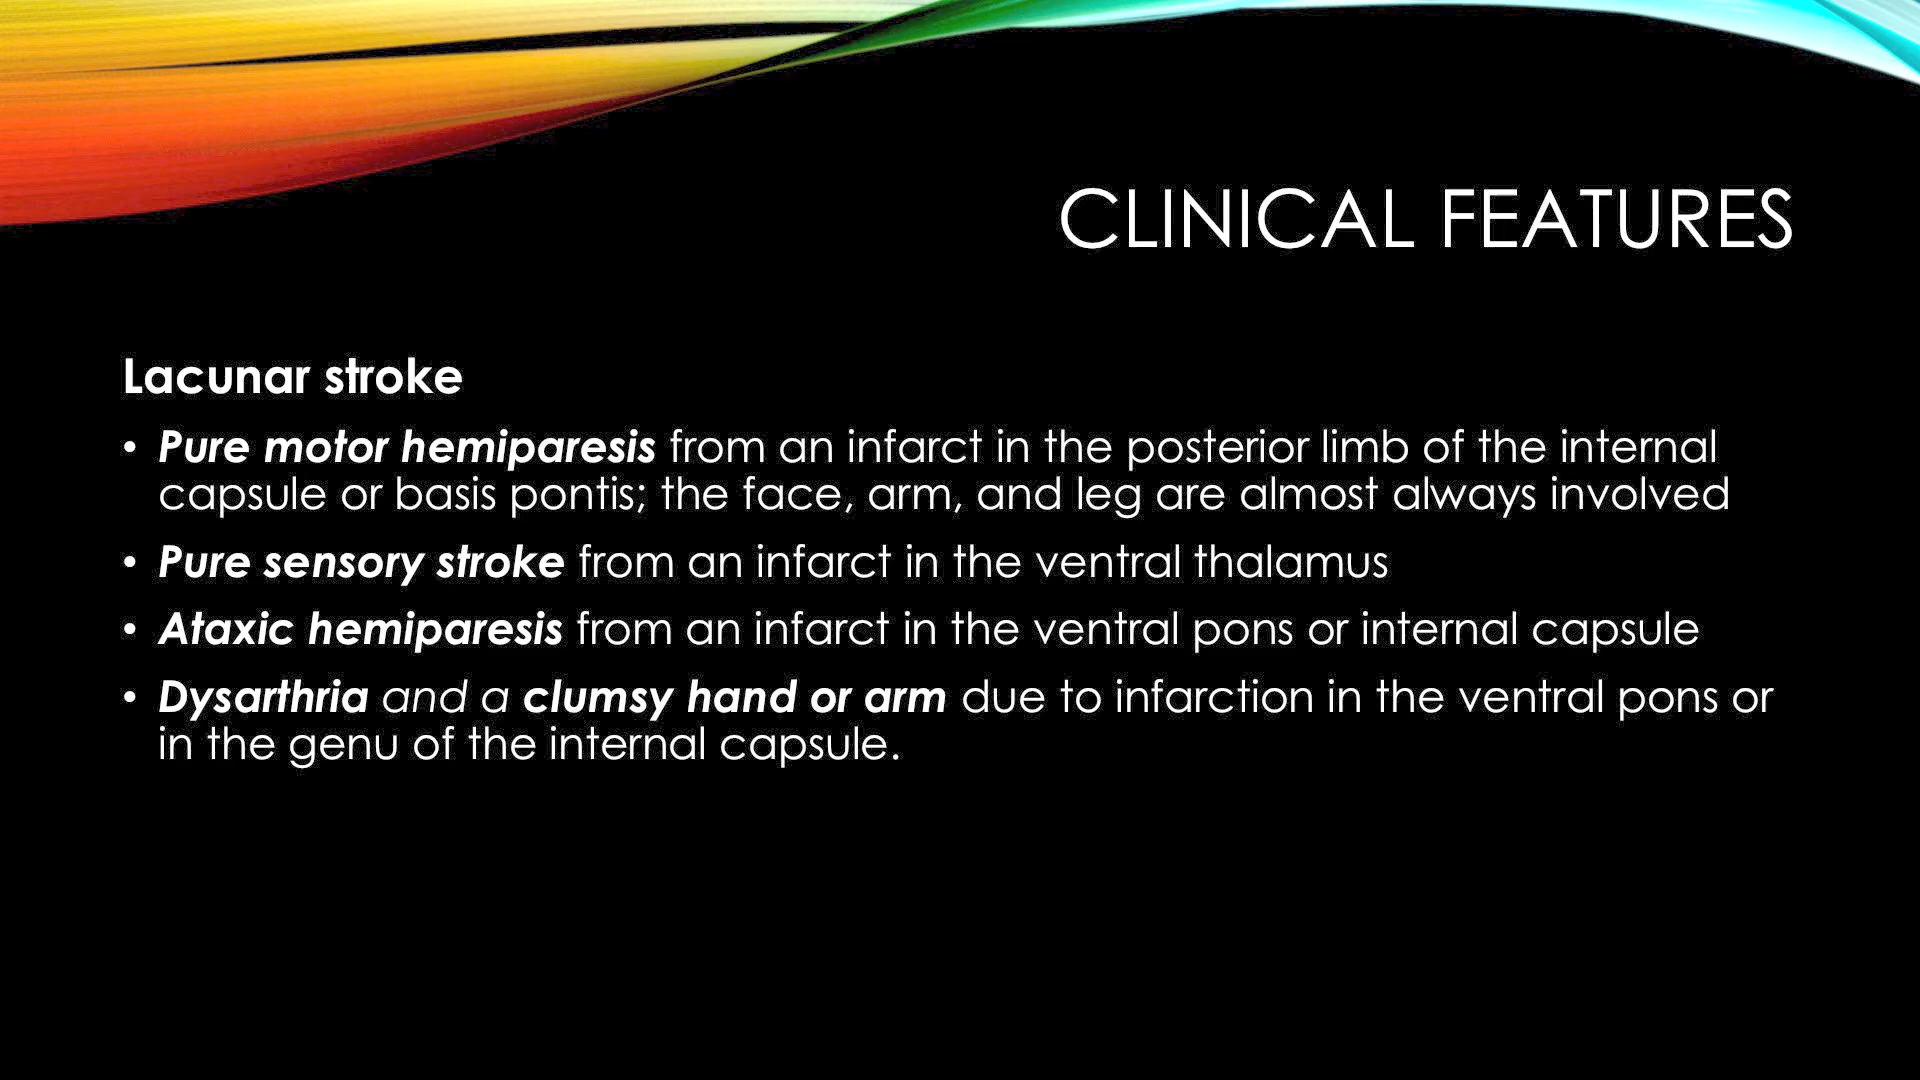 CLINICAL FEATURES
Lacunar stroke
• Pure motor hemiparesis from an infarct in the posterior limb of the internal
capsule or basis pontis; the face, arm, and leg are almost always involved
• Pure sensory stroke from an infarct in the ventral thalamus
• Ataxic hemiparesis from an infarct in the ventral pons or internal capsule
• Dysarthria and a clumsy hand or arm due to infarction in the ventral pons or
in the genu of the internal capsule.